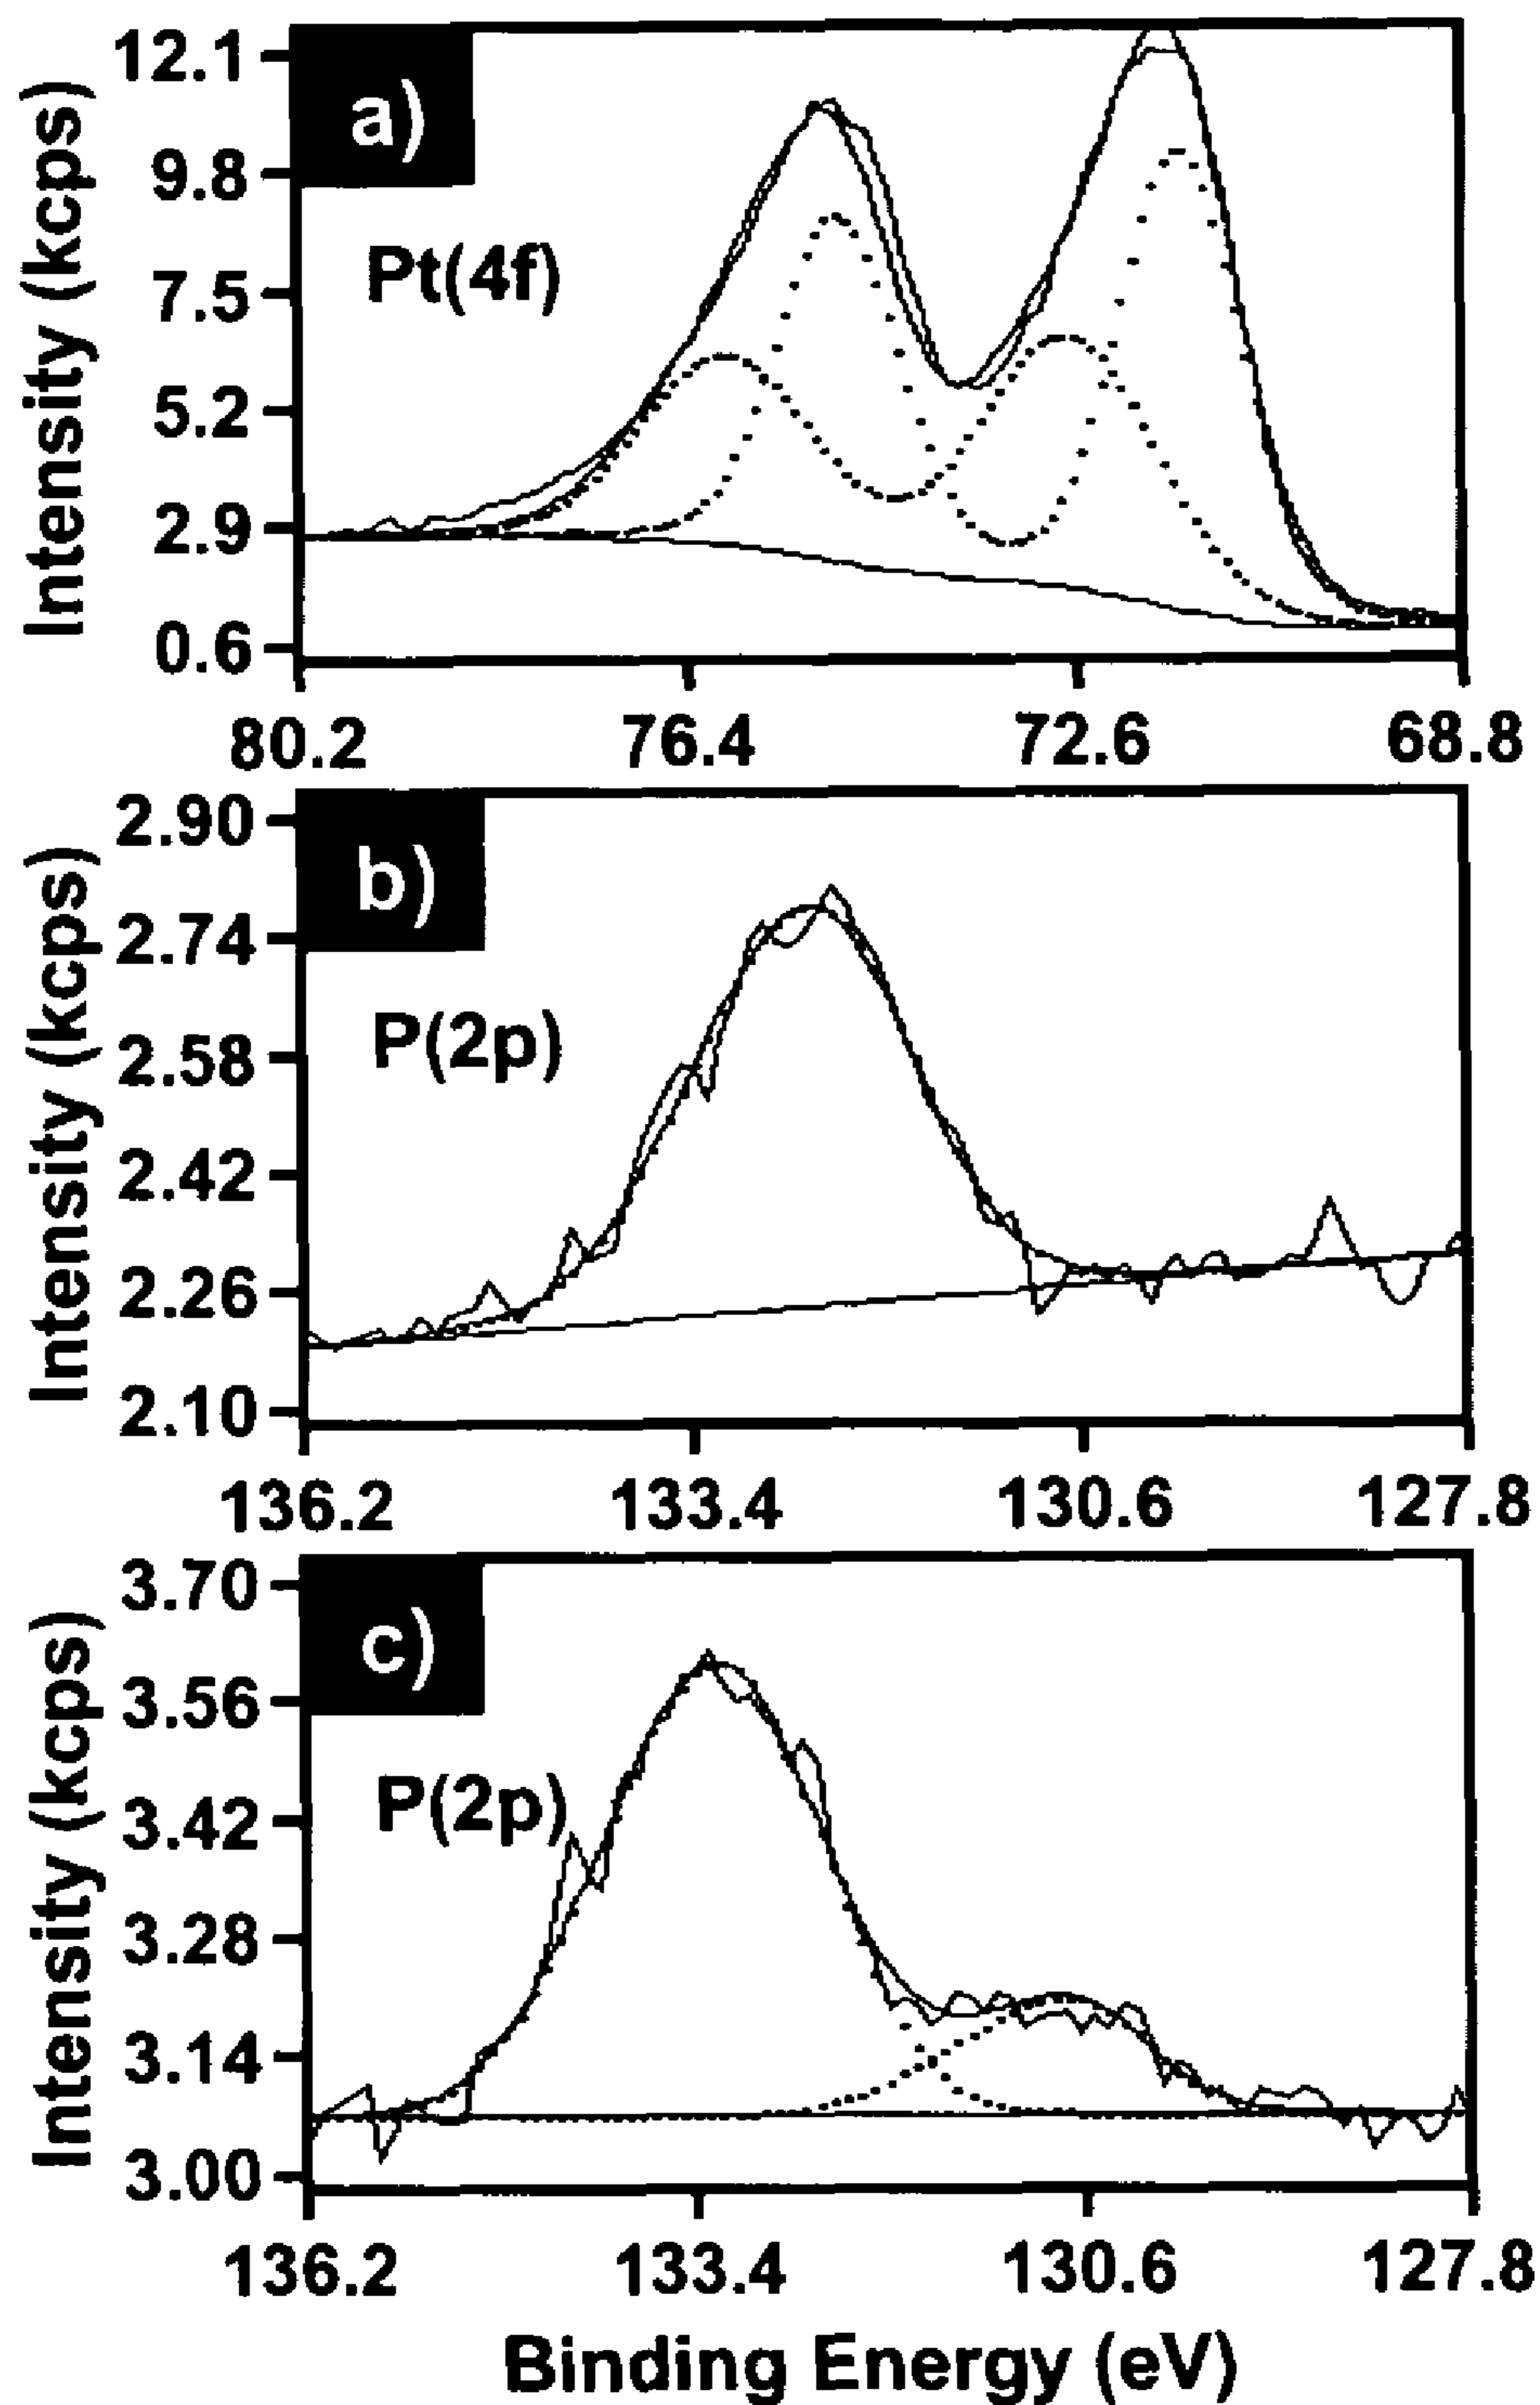 a)
Pt(4f)
Intensity (kcps)
12.1
9.8
7.5
5.2
2.9
0.6
80.2 76.4 72.6 68.8
b)
P(2p)
Intensity (kcps)
2.90
2.74
2.58
2.42
2.26
2.10
136.2 133.4 130.6 127.8
c)
P(2p)
Intensity (kcps)
3.70
3.56
3.42
3.28
3.14
3.00
136.2 133.4 130.6 127.8
Binding Energy (eV)